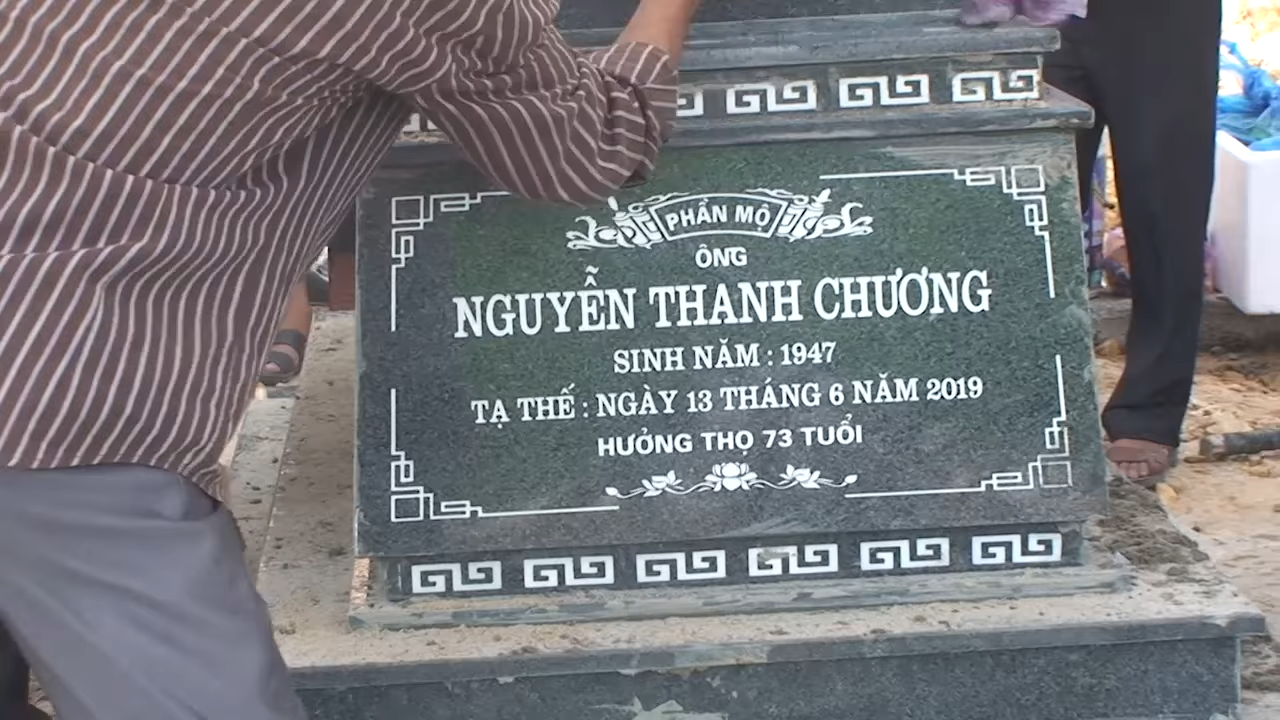 PHẦN MỘ
ÔNG
NGUYỄN THANH CHƯƠNG
SINH NĂM : 1947
TẠ THẾ : NGÀY 13 THÁNG 6 NĂM 2019
HƯỞNG THỌ 73 TUỔI